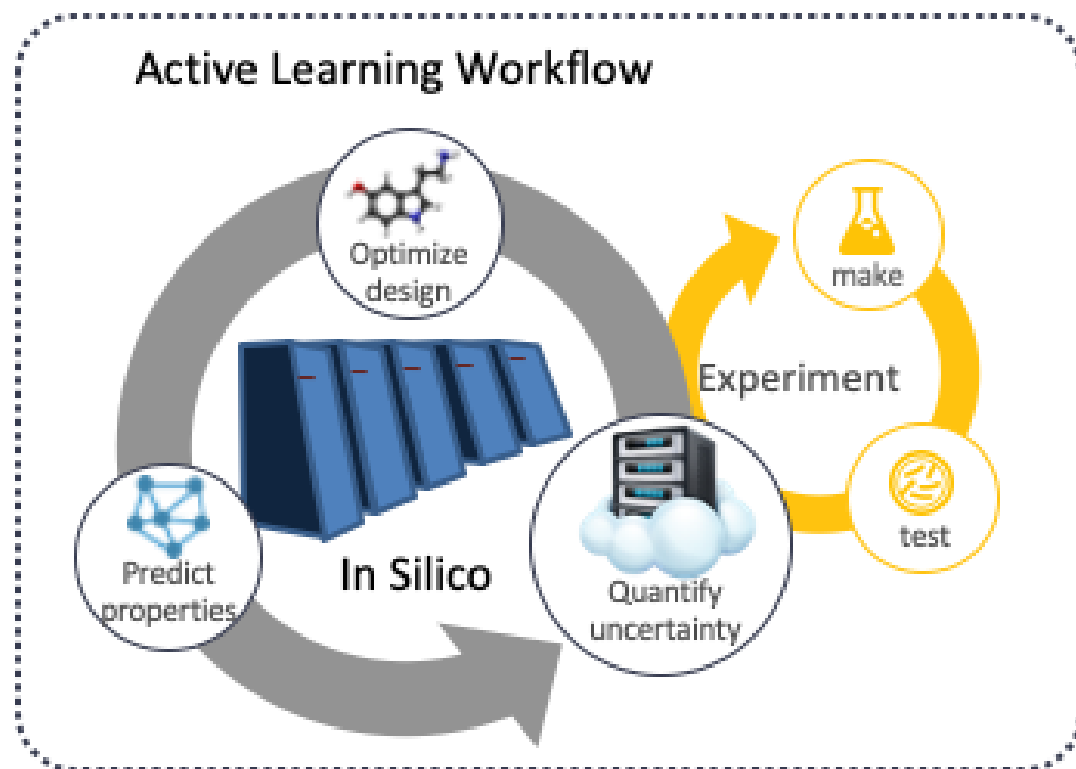 Active Learning Workflow
Optimize
design
make
Experiment
test
Predict
properties
In Silico
Quantify
uncertainty